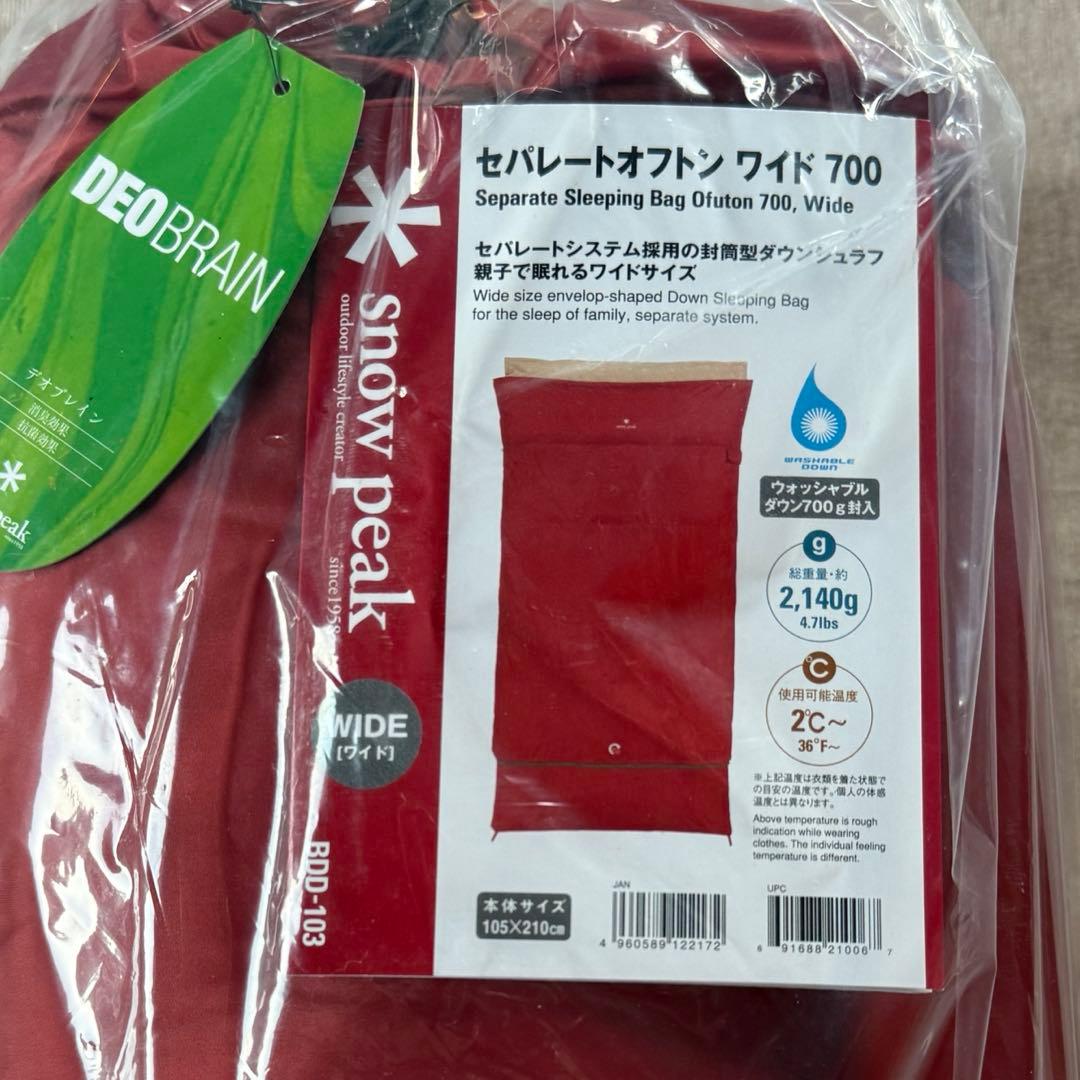 DEOBRAIN
デオブレイン
消臭効果
抗菌効果
peak
snow peak
outdoor lifestyle creator
since1958
WIDE
[ワイド]
BDD-103
セパレートオフトン ワイド 700
Separate Sleeping Bag Ofuton 700, Wide
セパレートシステム採用の封筒型ダウンシュラフ
親子で眠れるワイドサイズ
Wide size envelop-shaped Down Sleeping Bag
for the sleep of family, separate system.
WASHABLE
DOWN
ウォッシャブル
ダウン700g封入
g
総重量・約
2,140g
4.7lbs
℃
使用可能温度
2℃〜
36°F〜
※上記温度は衣類を着た状態で
の目安の温度です。個人の体感
温度とは異なります。
Above temperature is rough
indication while wearing
clothes. The individual feeling
temperature is different.
本体サイズ
105×210cm
JAN
4 960589 122172
UPC
6 91688 21006 7